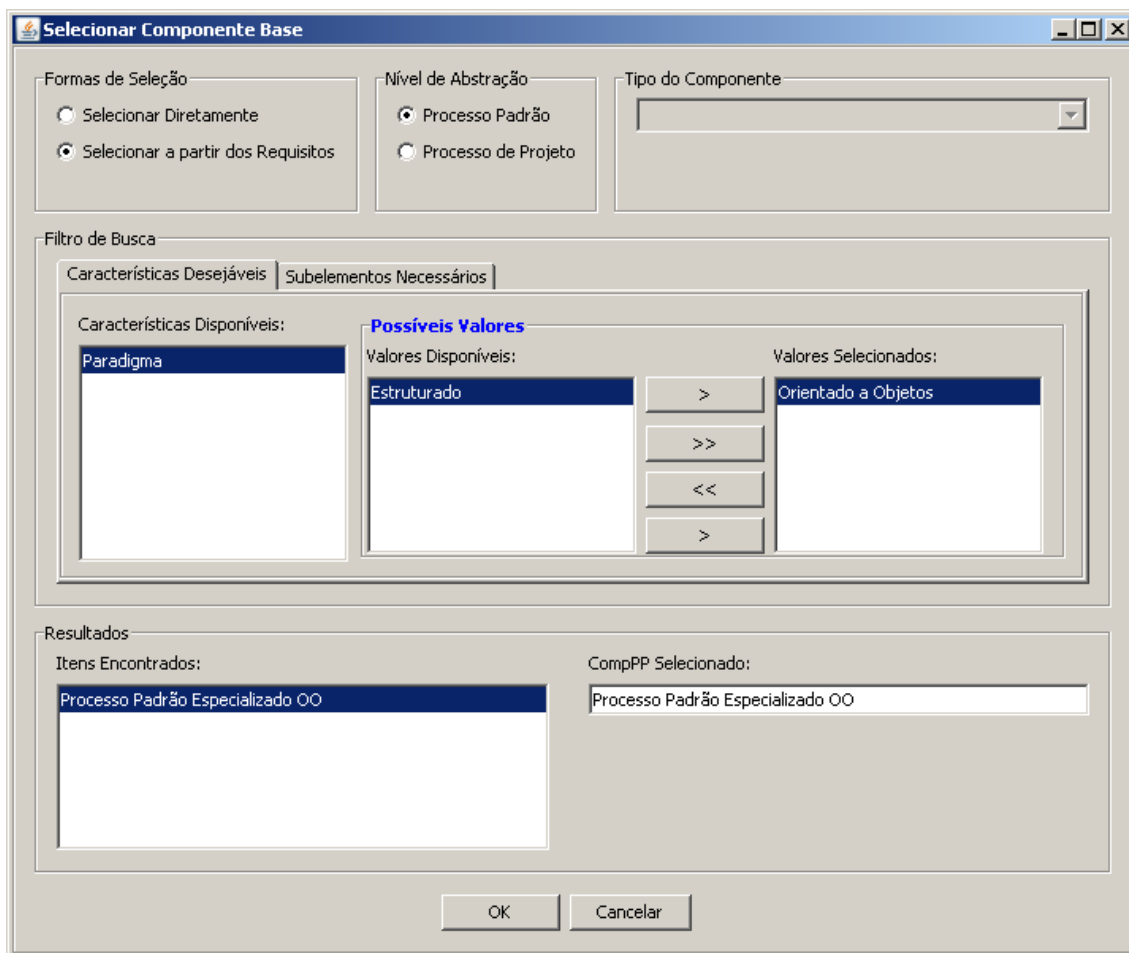 Selecionar Componente Base
Formas de Seleção
Selecionar Diretamente
Selecionar a partir dos Requisitos
Nível de Abstração
Processo Padrão
Processo de Projeto
Tipo do Componente
Filtro de Busca
Características Desejáveis
Subelementos Necessários
Características Disponíveis:
Paradigma
Possíveis Valores
Valores Disponíveis:
Estruturado
>
>>
<<
>
Valores Selecionados:
Orientado a Objetos
Resultados
Itens Encontrados:
Processo Padrão Especializado OO
CompPP Selecionado:
Processo Padrão Especializado OO
OK
Cancelar